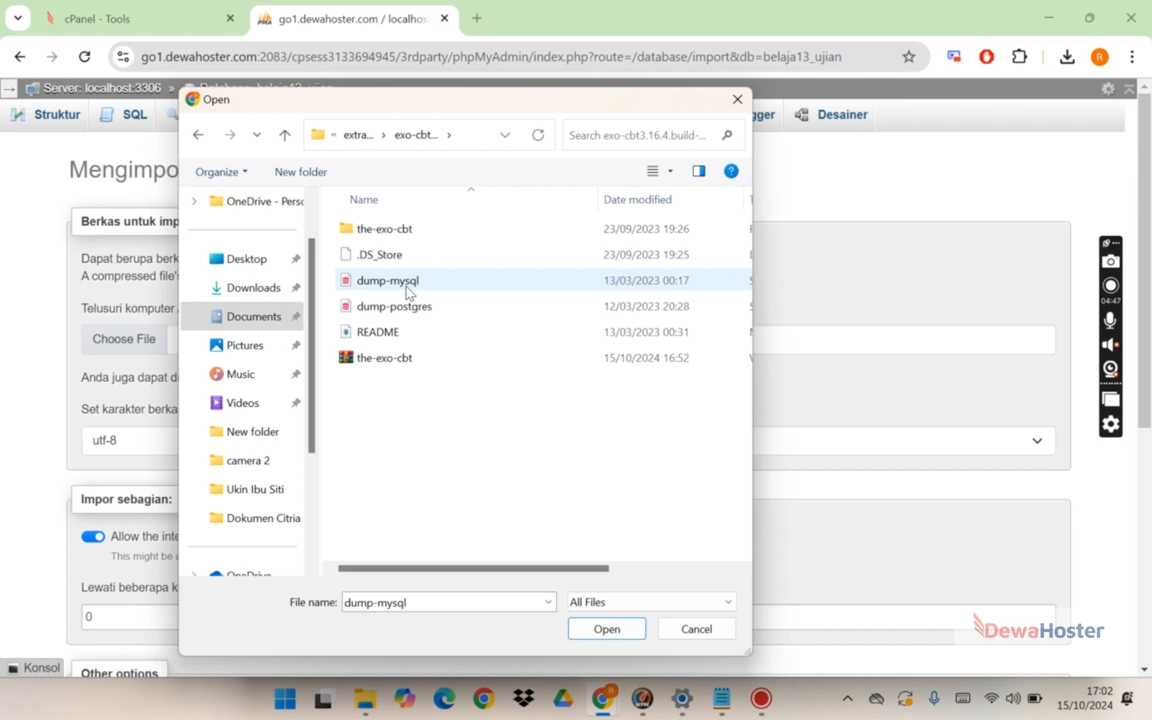 cPanel - Tools
go1.dewahoster.com / localhos
go1.dewahoster.com:2083/cpsess3133694945/3rdparty/phpMyAdmin/index.php?route=/database/import&db=belaja13_ujian
R
Server: localhost:3306 »
Struktur
SQL
gger
Desainer
Mengimpo
Berkas untuk imp
Dapat berupa berk
A compressed file's
Telusuri komputer
Choose File
Anda juga dapat d
Set karakter berka
utf-8
Impor sebagian:
Allow the inte
This might be a
Lewati beberapa k
0
Other options
Konsol
Open
« extra... › exo-cbt... ›
Search exo-cbt3.16.4.build-...
Organize
New folder
OneDrive - Perso
Desktop
Downloads
Documents
Pictures
Music
Videos
New folder
camera 2
Ukin Ibu Siti
Dokumen Citria
OneDrive
Name
Date modified
the-exo-cbt
23/09/2023 19:26
.DS_Store
23/09/2023 19:25
dump-mysql
13/03/2023 00:17
dump-postgres
12/03/2023 20:28
README
13/03/2023 00:31
the-exo-cbt
15/10/2024 16:52
File name:
dump-mysql
All Files
Open
Cancel
04:47
DewaHoster
17:02
15/10/2024